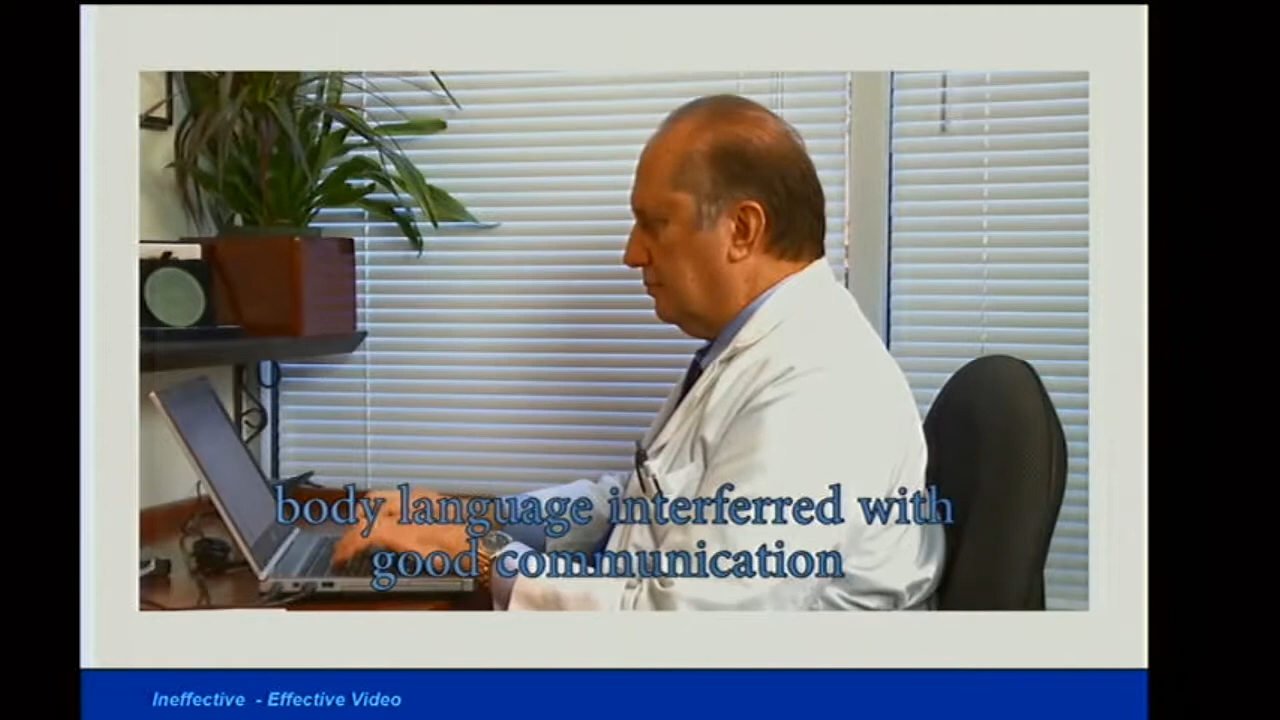 body language interferred with
good communication
Ineffective - Effective Video